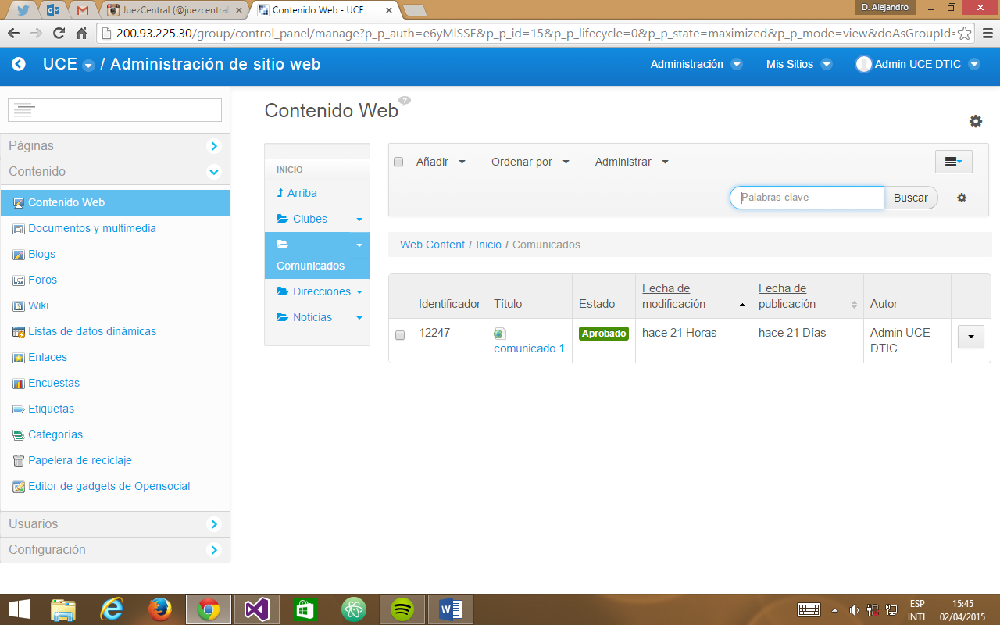 JuezCentral (@juezcentral
Contenido Web - UCE
D. Alejandro
200.93.225.30/group/control_panel/manage?p_p_auth=e6yMlSSE&p_p_id=15&p_p_lifecycle=0&p_p_state=maximized&p_p_mode=view&doAsGroupId=
UCE / Administración de sitio web
Administración
Mis Sitios
Admin UCE DTIC
Páginas
Contenido
Contenido Web
Documentos y multimedia
Blogs
Foros
Wiki
Listas de datos dinámicas
Enlaces
Encuestas
Etiquetas
Categorías
Papelera de reciclaje
Editor de gadgets de Opensocial
Usuarios
Configuración
Contenido Web
INICIO
Arriba
Clubes
Comunicados
Direcciones
Noticias
Añadir
Ordenar por
Administrar
Palabras clave
Buscar
Web Content / Inicio / Comunicados
Identificador
Título
Estado
Fecha de
modificación
Fecha de
publicación
Autor
12247
comunicado 1
Aprobado
hace 21 Horas
hace 21 Días
Admin UCE
DTIC
ESP
INTL
15:45
02/04/2015